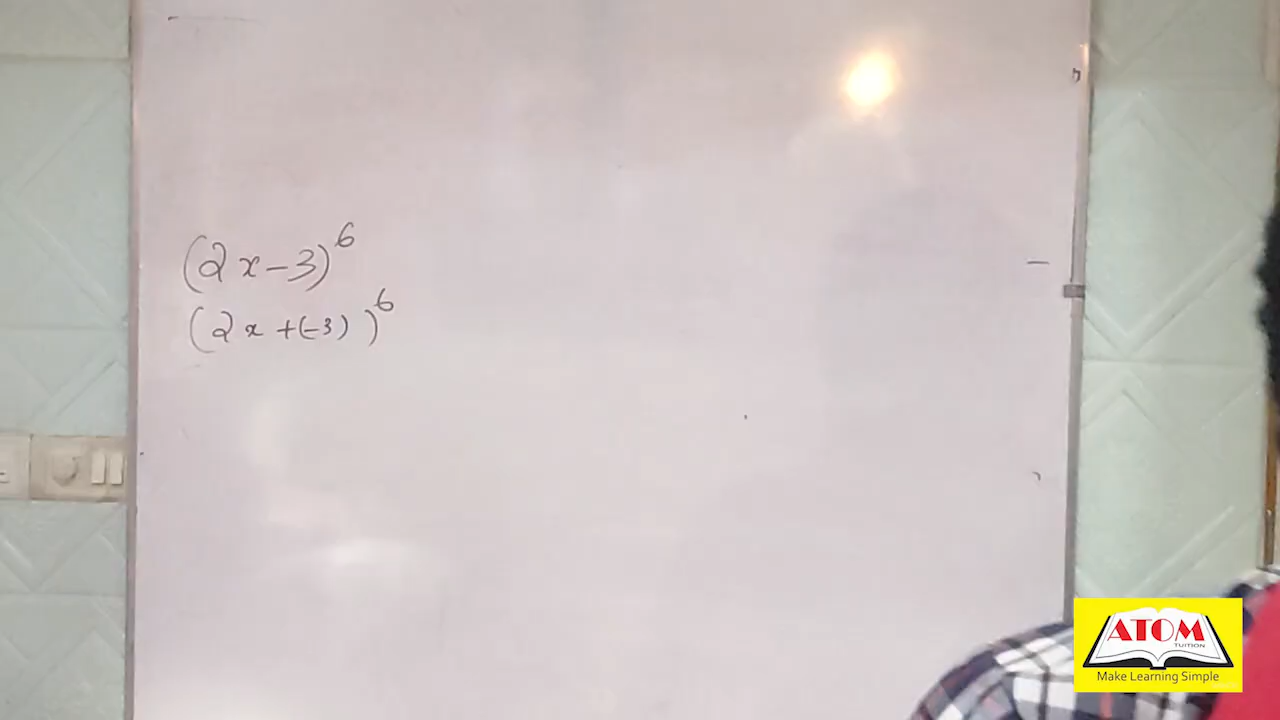 (2x-3)^6
(2x+(-3))^6
ATOM
TUITION
Make Learning Simple